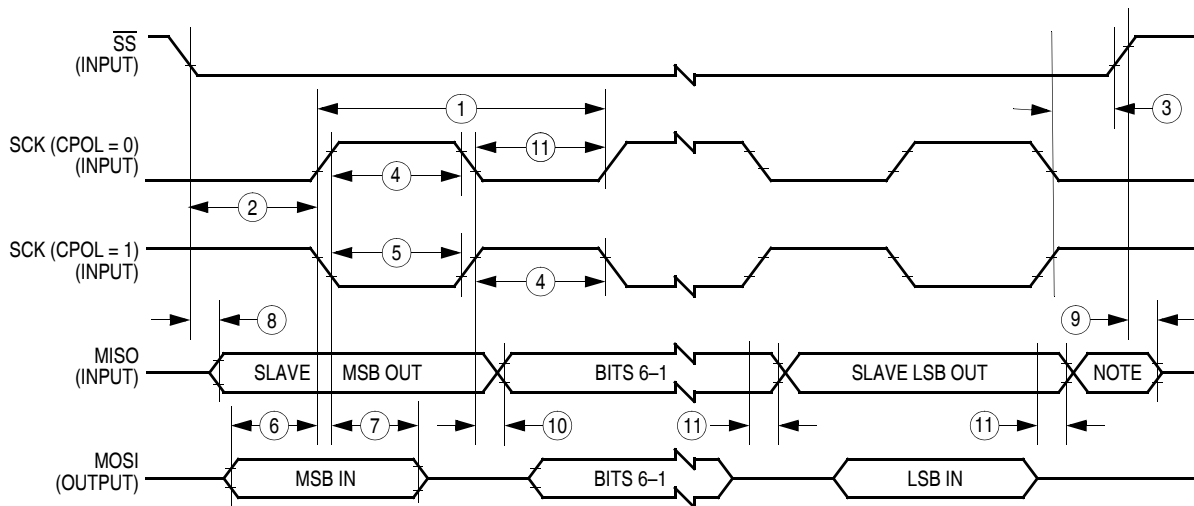 SS
(INPUT)
1
3
SCK (CPOL = 0)
(INPUT)
11
4
2
SCK (CPOL = 1)
(INPUT)
5
4
8
9
MISO
(INPUT)
SLAVE MSB OUT
BITS 6–1
SLAVE LSB OUT
NOTE
6
7
10
11
11
MOSI
(OUTPUT)
MSB IN
BITS 6–1
LSB IN